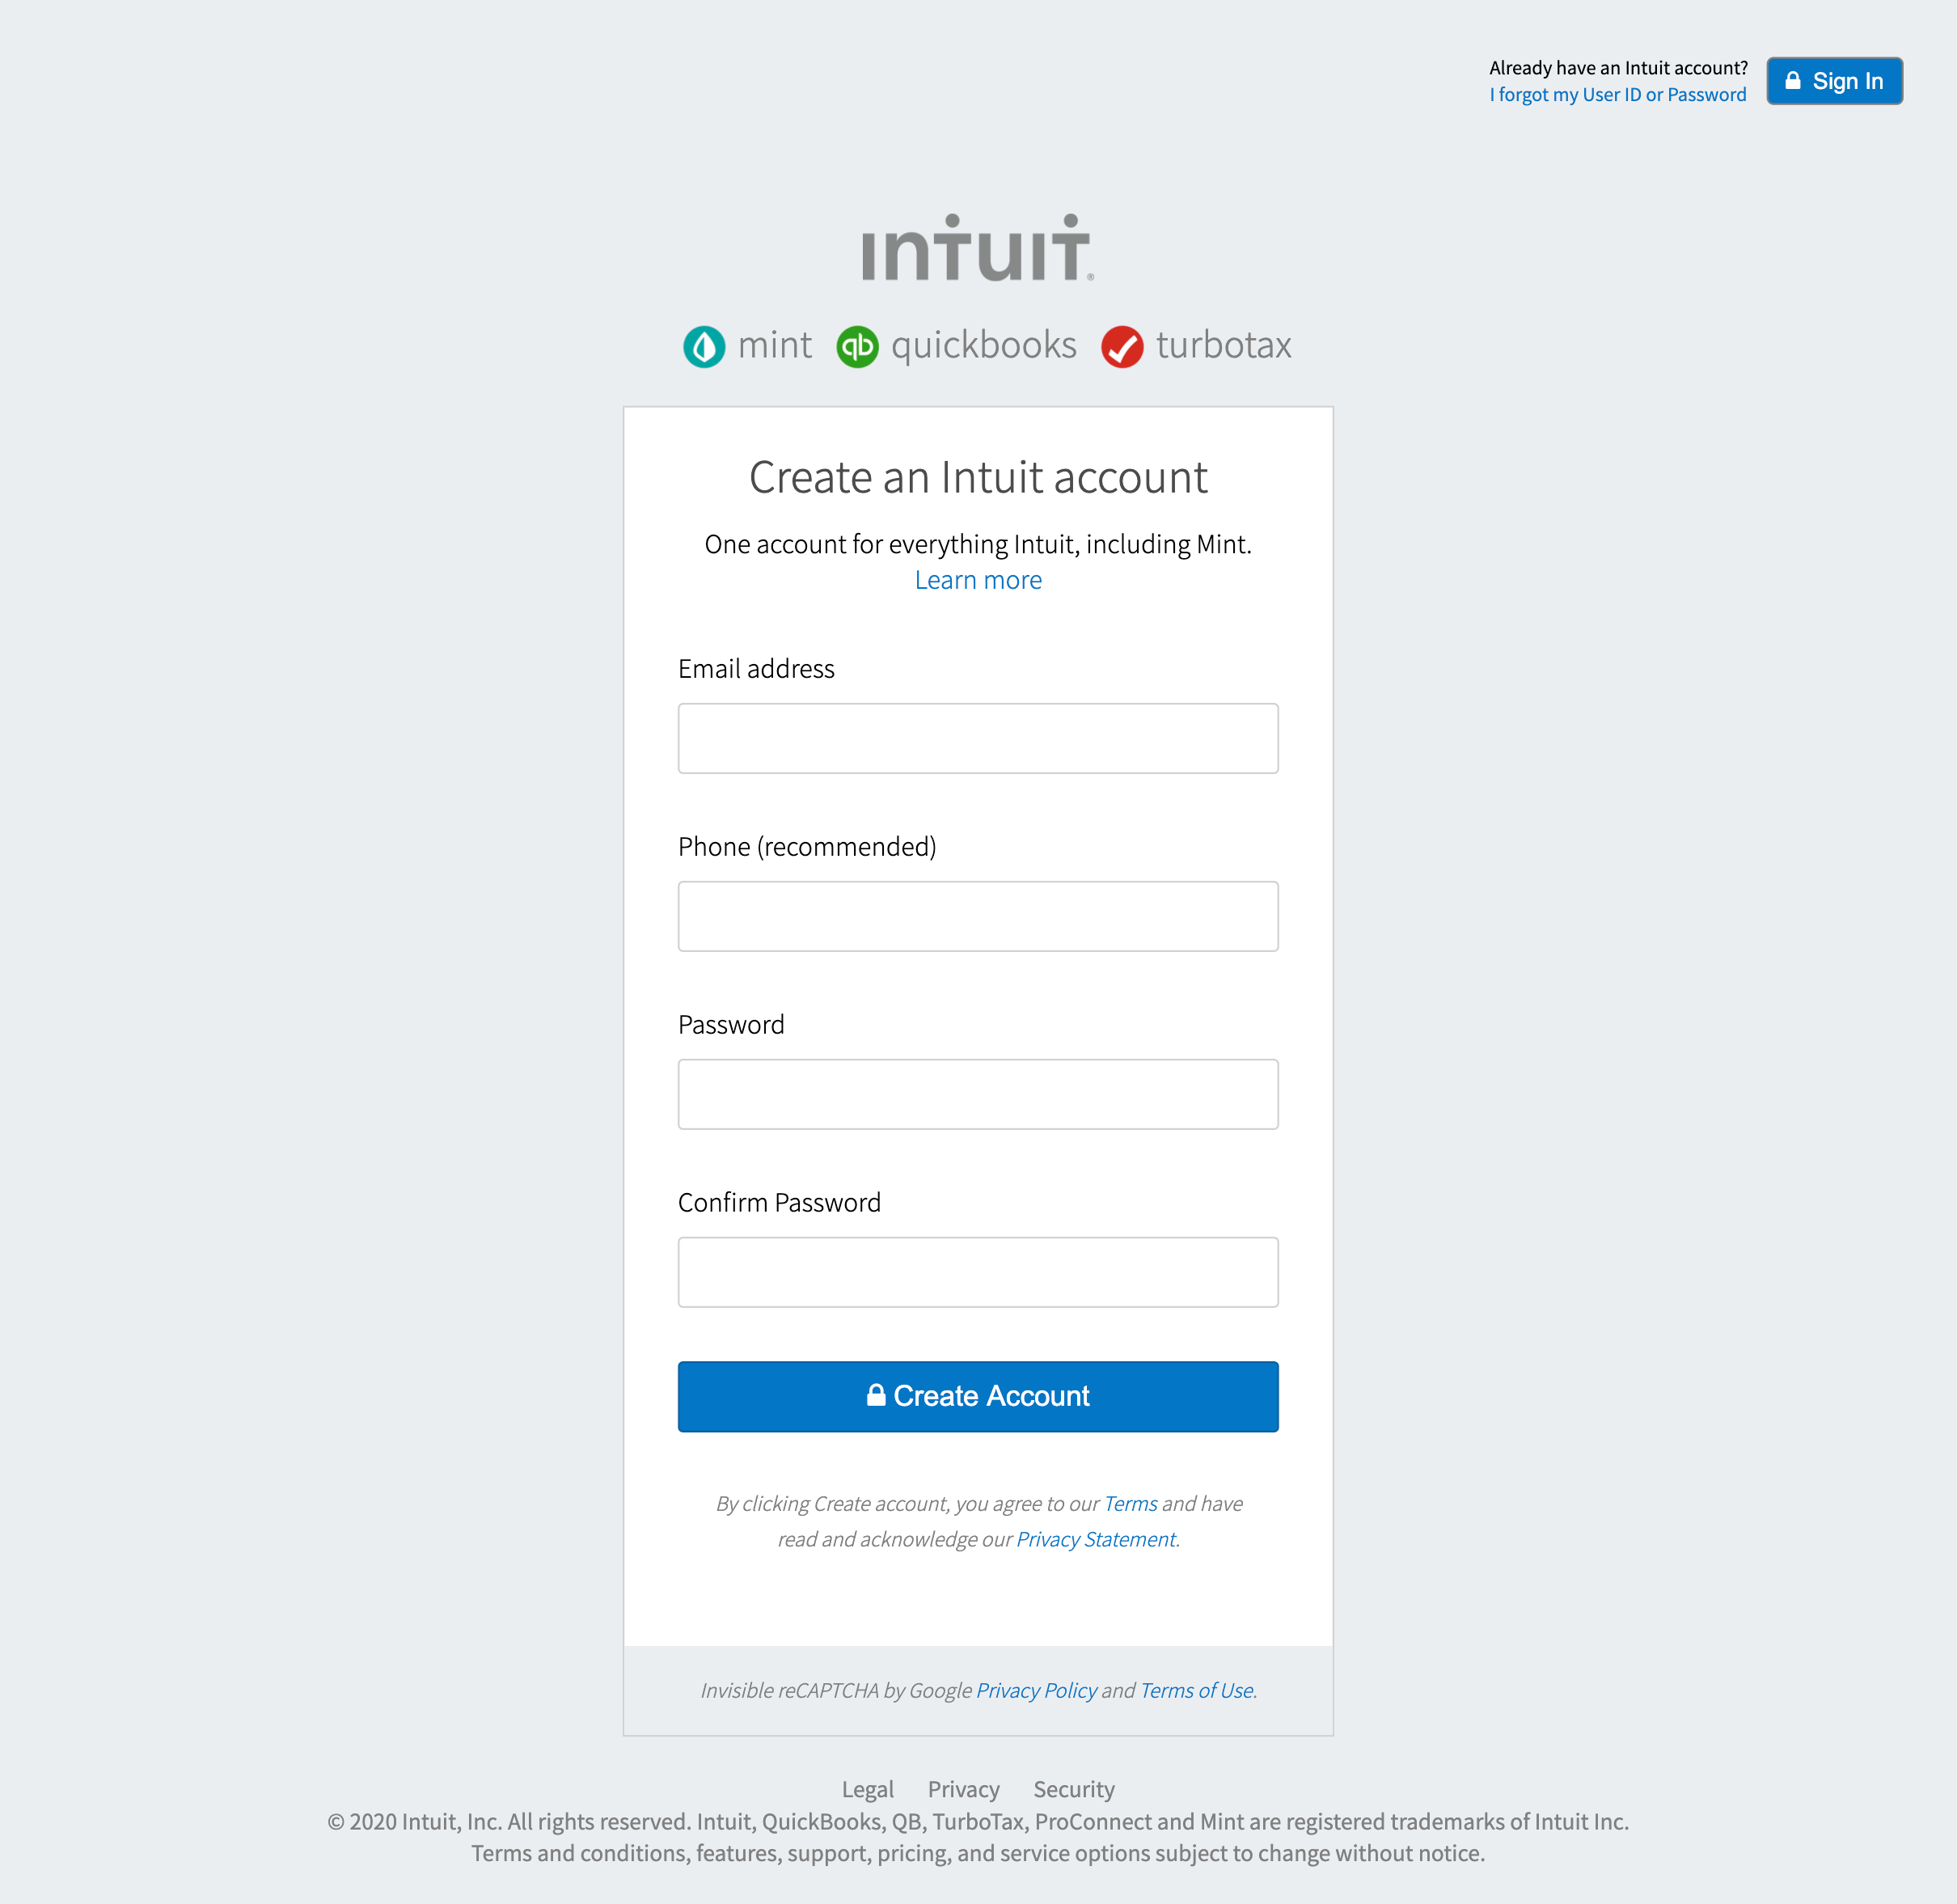 Already have an Intuit account?
I forgot my User ID or Password
Sign In
intuit®
mint quickbooks turbotax
Create an Intuit account
One account for everything Intuit, including Mint.
Learn more
Email address
Phone (recommended)
Password
Confirm Password
Create Account
By clicking Create account, you agree to our Terms and have
read and acknowledge our Privacy Statement.
Invisible reCAPTCHA by Google Privacy Policy and Terms of Use.
Legal Privacy Security
© 2020 Intuit, Inc. All rights reserved. Intuit, QuickBooks, QB, TurboTax, ProConnect and Mint are registered trademarks of Intuit Inc.
Terms and conditions, features, support, pricing, and service options subject to change without notice.